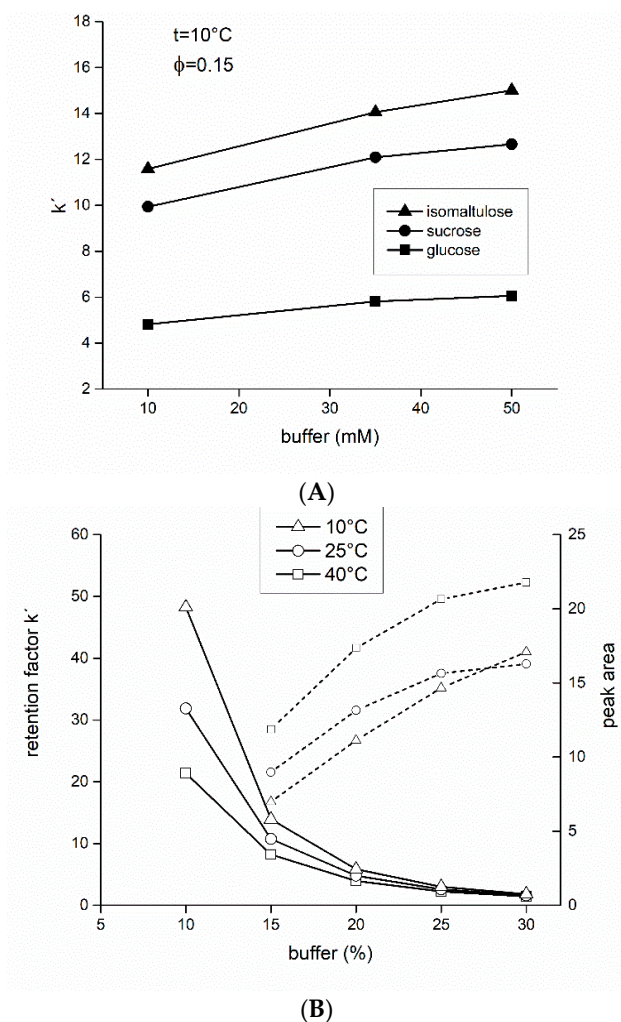 18
16
14
12
10
8
6
4
2
k´
t=10°C
ϕ=0.15
isomaltulose
sucrose
glucose
10 20 30 40 50
buffer (mM)
(A)
60
50
40
30
20
10
0
retention factor k´
10°C
25°C
40°C
25
20
15
10
5
0
peak area
5 10 15 20 25 30
buffer (%)
(B)